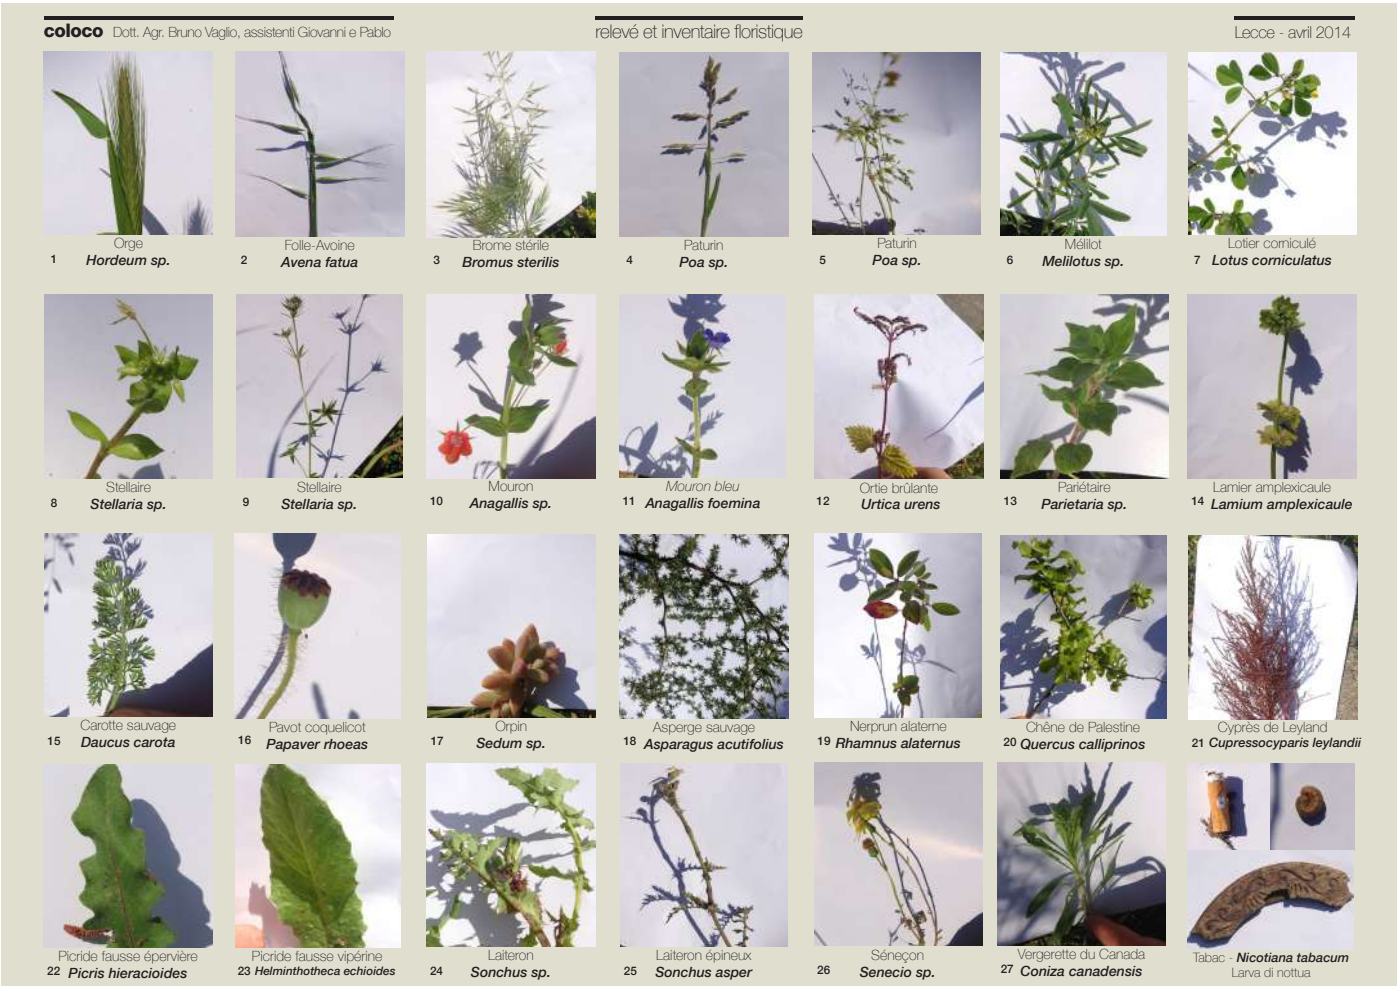 coloco Dott. Agr. Bruno Vaglio, assistenti Giovanni e Pablo
relevé et inventaire floristique
Lecce - avril 2014
Orge
1 Hordeum sp.
Folle-Avoine
2 Avena fatua
Brome stérile
3 Bromus sterilis
Paturin
4 Poa sp.
Paturin
5 Poa sp.
Mélilot
6 Melilotus sp.
Lotier corniculé
7 Lotus corniculatus
Stellaire
8 Stellaria sp.
Stellaire
9 Stellaria sp.
Mouron
10 Anagallis sp.
Mouron bleu
11 Anagallis foemina
Ortie brûlante
12 Urtica urens
Pariétaire
13 Parietaria sp.
Lamier amplexicaule
14 Lamium amplexicaule
Carotte sauvage
15 Daucus carota
Pavot coquelicot
16 Papaver rhoeas
Orpin
17 Sedum sp.
Asperge sauvage
18 Asparagus acutifolius
Nerprun alaterne
19 Rhamnus alaternus
Chêne de Palestine
20 Quercus calliprinos
Cyprès de Leyland
21 Cupressocyparis leylandii
Picride fausse épervière
22 Picris hieracioides
Picride fausse vipérine
23 Helminthotheca echioides
Laiteron
24 Sonchus sp.
Laiteron épineux
25 Sonchus asper
Séneçon
26 Senecio sp.
Vergerette du Canada
27 Coniza canadensis
Tabac - Nicotiana tabacum
Larva di nottua